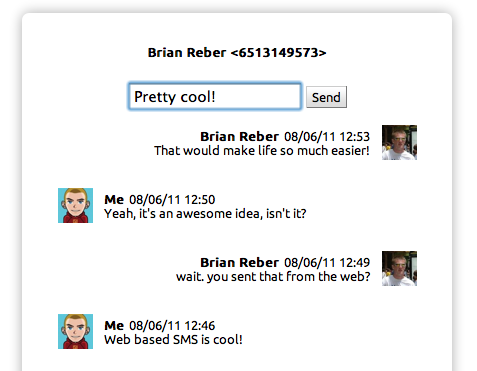 Brian Reber <6513149573>
Pretty cool! Send
Brian Reber 08/06/11 12:53
That would make life so much easier!
Me 08/06/11 12:50
Yeah, it's an awesome idea, isn't it?
Brian Reber 08/06/11 12:49
wait. you sent that from the web?
Me 08/06/11 12:46
Web based SMS is cool!